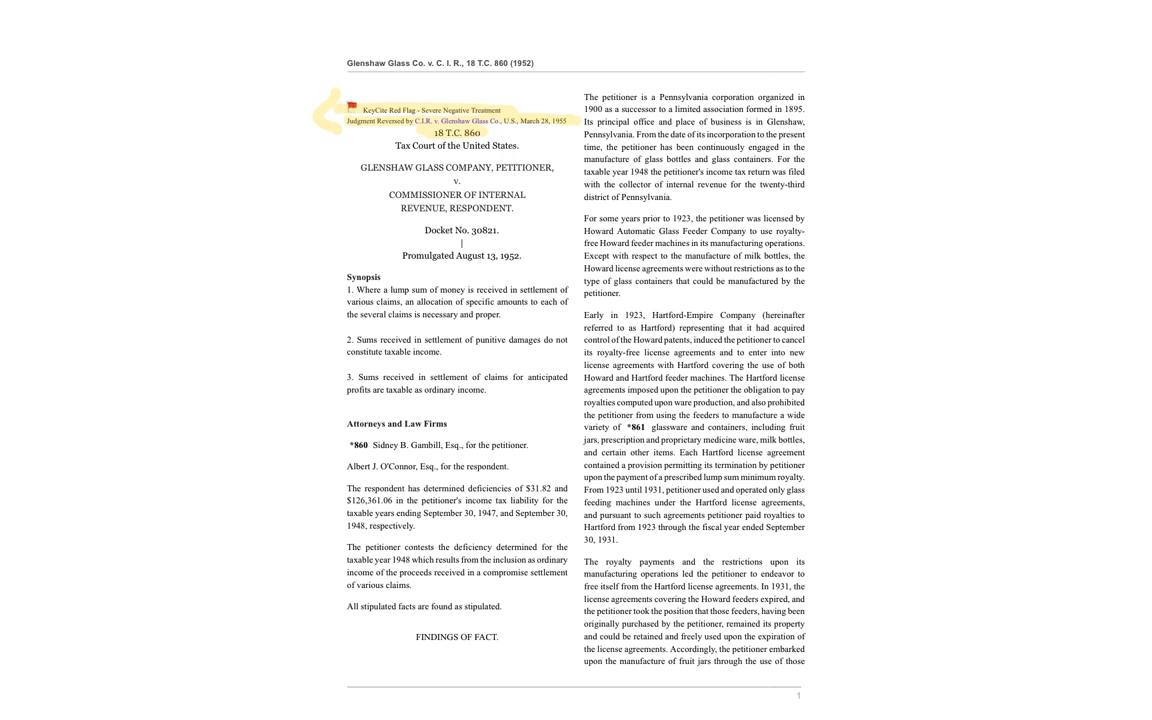 Glenshaw Glass Co. v. C. I. R., 18 T.C. 860 (1952)
KeyCite Red Flag - Severe Negative Treatment
Judgment Reversed by C.I.R. v. Glenshaw Glass Co., U.S., March 28, 1955
18 T.C. 860
Tax Court of the United States.
GLENSHAW GLASS COMPANY, PETITIONER,
v.
COMMISSIONER OF INTERNAL
REVENUE, RESPONDENT.
Docket No. 30821.
|
Promulgated August 13, 1952.
Synopsis
1. Where a lump sum of money is received in settlement of
various claims, an allocation of specific amounts to each of
the several claims is necessary and proper.
2. Sums received in settlement of punitive damages do not
constitute taxable income.
3. Sums received in settlement of claims for anticipated
profits are taxable as ordinary income.
Attorneys and Law Firms
*860 Sidney B. Gambill, Esq., for the petitioner.
Albert J. O'Connor, Esq., for the respondent.
The respondent has determined deficiencies of $31.82 and
$126,361.06 in the petitioner's income tax liability for the
taxable years ending September 30, 1947, and September 30,
1948, respectively.
The petitioner contests the deficiency determined for the
taxable year 1948 which results from the inclusion as ordinary
income of the proceeds received in a compromise settlement
of various claims.
All stipulated facts are found as stipulated.
FINDINGS OF FACT.
The petitioner is a Pennsylvania corporation organized in
1900 as a successor to a limited association formed in 1895.
Its principal office and place of business is in Glenshaw,
Pennsylvania. From the date of its incorporation to the present
time, the petitioner has been continuously engaged in the
manufacture of glass bottles and glass containers. For the
taxable year 1948 the petitioner's income tax return was filed
with the collector of internal revenue for the twenty-third
district of Pennsylvania.
For some years prior to 1923, the petitioner was licensed by
Howard Automatic Glass Feeder Company to use royalty-
free Howard feeder machines in its manufacturing operations.
Except with respect to the manufacture of milk bottles, the
Howard license agreements were without restrictions as to the
type of glass containers that could be manufactured by the
petitioner.
Early in 1923, Hartford-Empire Company (hereinafter
referred to as Hartford) representing that it had acquired
control of the Howard patents, induced the petitioner to cancel
its royalty-free license agreements and to enter into new
license agreements with Hartford covering the use of both
Howard and Hartford feeder machines. The Hartford license
agreements imposed upon the petitioner the obligation to pay
royalties computed upon ware production, and also prohibited
the petitioner from using the feeders to manufacture a wide
variety of *861 glassware and containers, including fruit
jars, prescription and proprietary medicine ware, milk bottles,
and certain other items. Each Hartford license agreement
contained a provision permitting its termination by petitioner
upon the payment of a prescribed lump sum minimum royalty.
From 1923 until 1931, petitioner used and operated only glass
feeding machines under the Hartford license agreements,
and pursuant to such agreements petitioner paid royalties to
Hartford from 1923 through the fiscal year ended September
30, 1931.
The royalty payments and the restrictions upon its
manufacturing operations led the petitioner to endeavor to
free itself from the Hartford license agreements. In 1931, the
license agreements covering the Howard feeders expired, and
the petitioner took the position that those feeders, having been
originally purchased by the petitioner, remained its property
and could be retained and freely used upon the expiration of
the license agreements. Accordingly, the petitioner embarked
upon the manufacture of fruit jars through the use of those
1